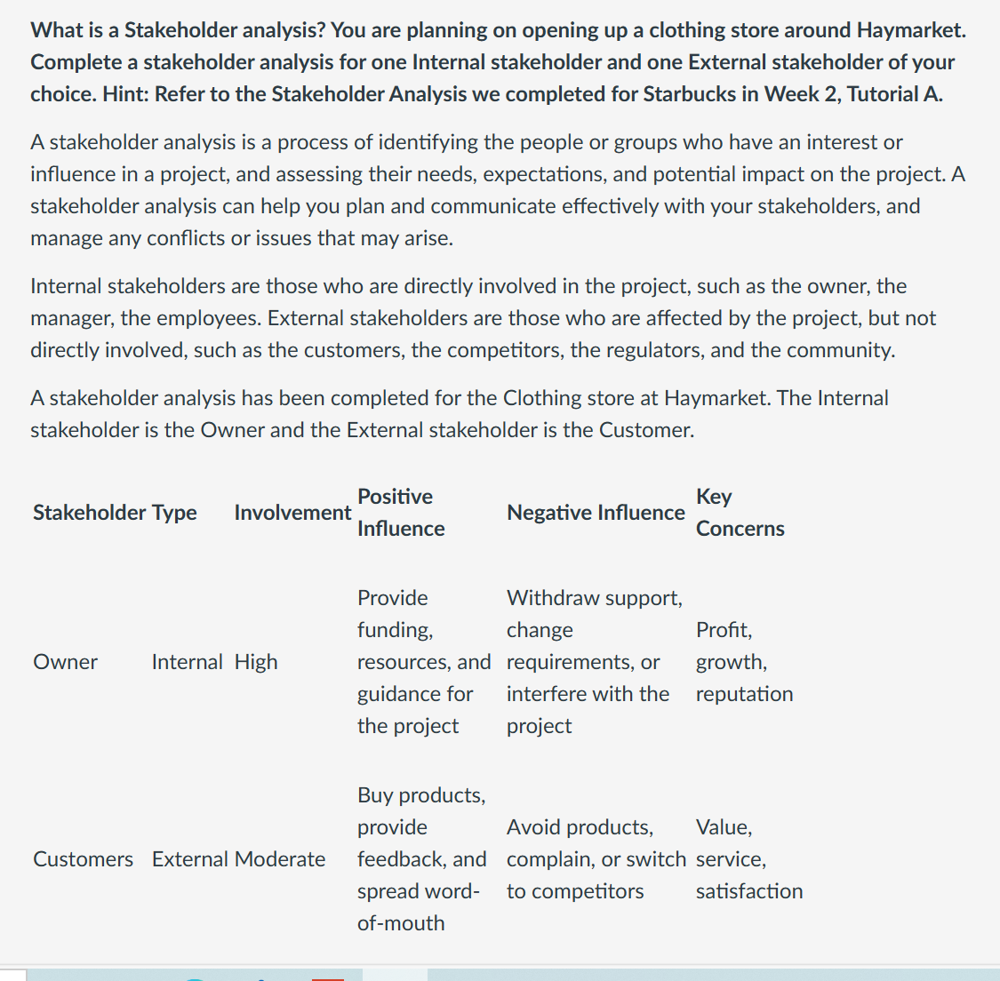 What is a Stakeholder analysis? You are planning on opening up a clothing store around Haymarket.
Complete a stakeholder analysis for one Internal stakeholder and one External stakeholder of your
choice. Hint: Refer to the Stakeholder Analysis we completed for Starbucks in Week 2, Tutorial A.
A stakeholder analysis is a process of identifying the people or groups who have an interest or
influence in a project, and assessing their needs, expectations, and potential impact on the project. A
stakeholder analysis can help you plan and communicate effectively with your stakeholders, and
manage any conflicts or issues that may arise.
Internal stakeholders are those who are directly involved in the project, such as the owner, the
manager, the employees. External stakeholders are those who are affected by the project, but not
directly involved, such as the customers, the competitors, the regulators, and the community.
A stakeholder analysis has been completed for the Clothing store at Haymarket. The Internal
stakeholder is the Owner and the External stakeholder is the Customer.
Stakeholder Type Involvement
Positive
Influence
Negative Influence
Key
Concerns
Owner Internal High
Provide
funding,
resources, and
guidance for
the project
Withdraw support,
change
requirements, or
interfere with the
project
Profit,
growth,
reputation
Customers External Moderate
Buy products,
provide
feedback, and
spread word-
of-mouth
Avoid products,
complain, or switch
to competitors
Value,
service,
satisfaction